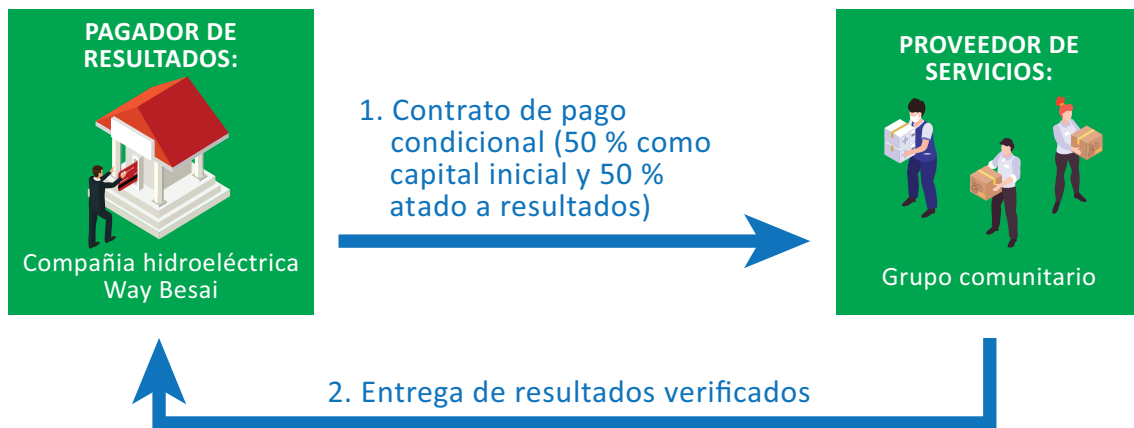 PAGADOR DE
RESULTADOS:
Compañia hidroeléctrica
Way Besai
1. Contrato de pago
condicional (50 % como
capital inicial y 50 %
atado a resultados)
PROVEEDOR DE
SERVICIOS:
Grupo comunitario
2. Entrega de resultados verificados